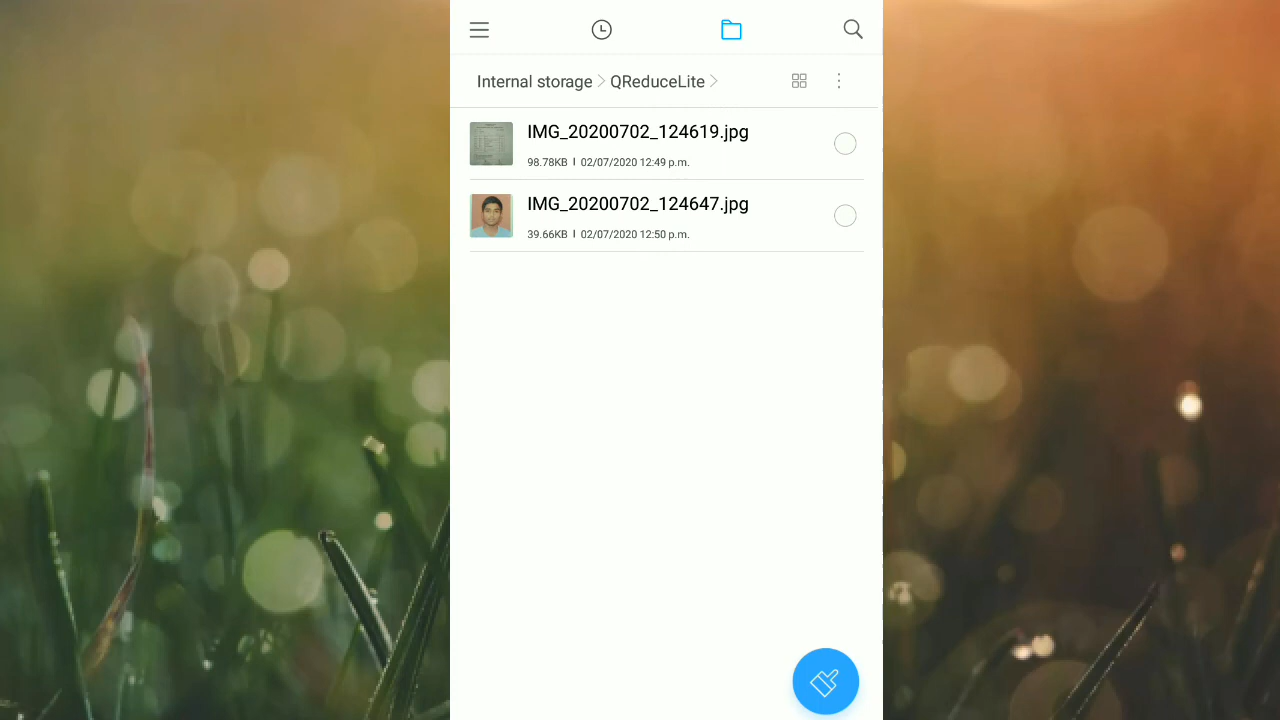 Internal storage > QReduceLite >
IMG_20200702_124619.jpg
98.78KB I 02/07/2020 12:49 p.m.
IMG_20200702_124647.jpg
39.66KB I 02/07/2020 12:50 p.m.